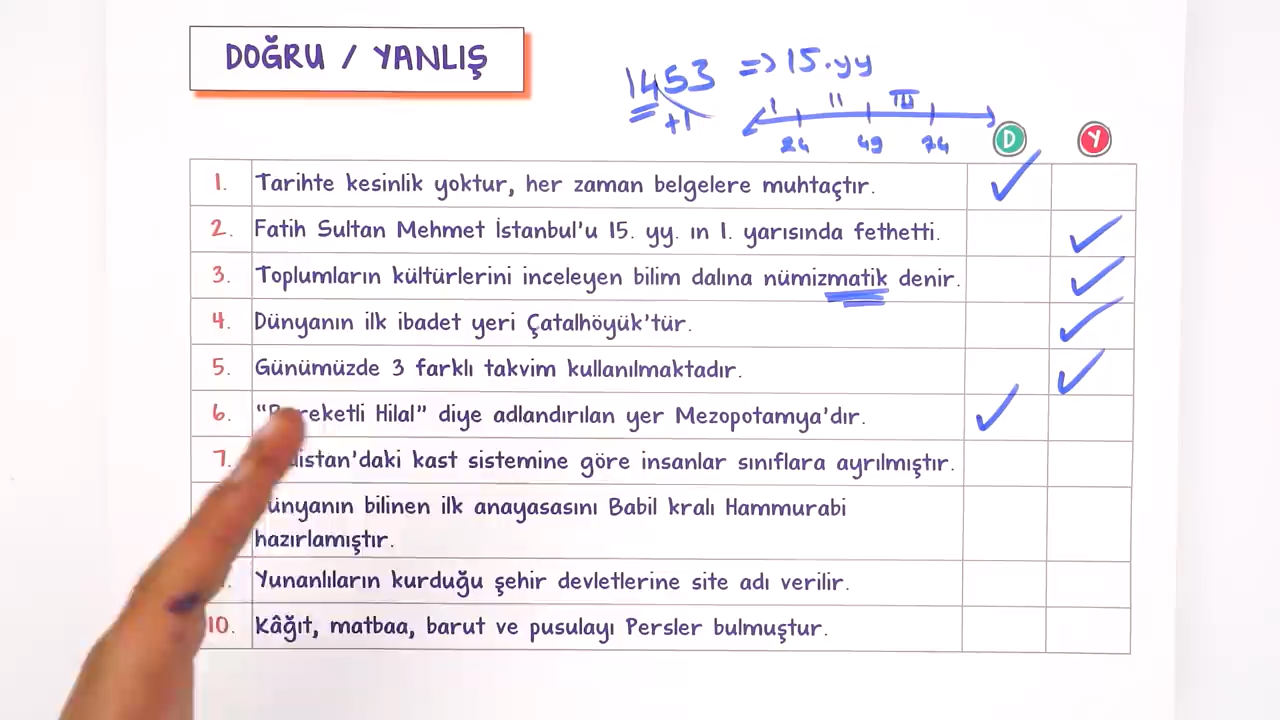 DOĞRU / YANLIŞ
1453 => 15.yy
+1
I II III
24 49 74
D Y
1. Tarihte kesinlik yoktur, her zaman belgelere muhtaçtır.
2. Fatih Sultan Mehmet İstanbul'u 15. yy. ın 1. yarısında fethetti.
3. Toplumların kültürlerini inceleyen bilim dalına nümizmatik denir.
4. Dünyanın ilk ibadet yeri Çatalhöyük'tür.
5. Günümüzde 3 farklı takvim kullanılmaktadır.
6. “Bereketli Hilal” diye adlandırılan yer Mezopotamya'dır.
7. kast sistemine göre insanlar sınıflara ayrılmıştır.
bilinen ilk anayasasını Babil kralı Hammurabi
hazırlamıştır.
Yunanlıların kurduğu şehir devletlerine site adı verilir.
10. Kâğıt, matbaa, barut ve pusulayı Persler bulmuştur.